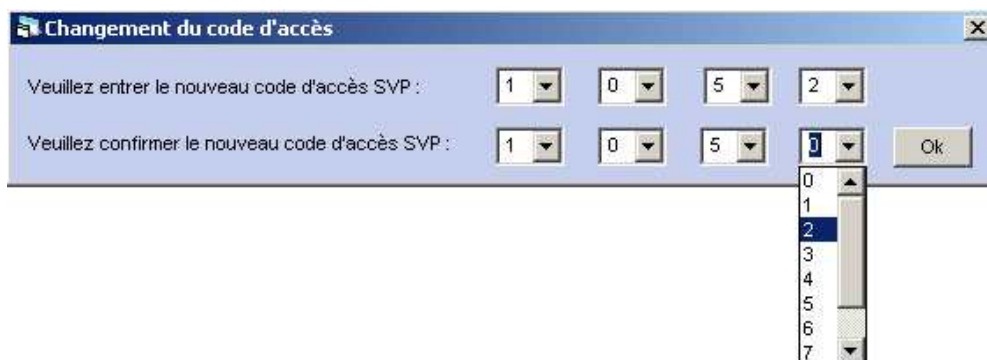 Changement du code d'accès
Veuillez entrer le nouveau code d'accès SVP : 1 0 5 2
Veuillez confirmer le nouveau code d'accès SVP : 1 0 5 0 Ok
0
1
2
3
4
5
6
7